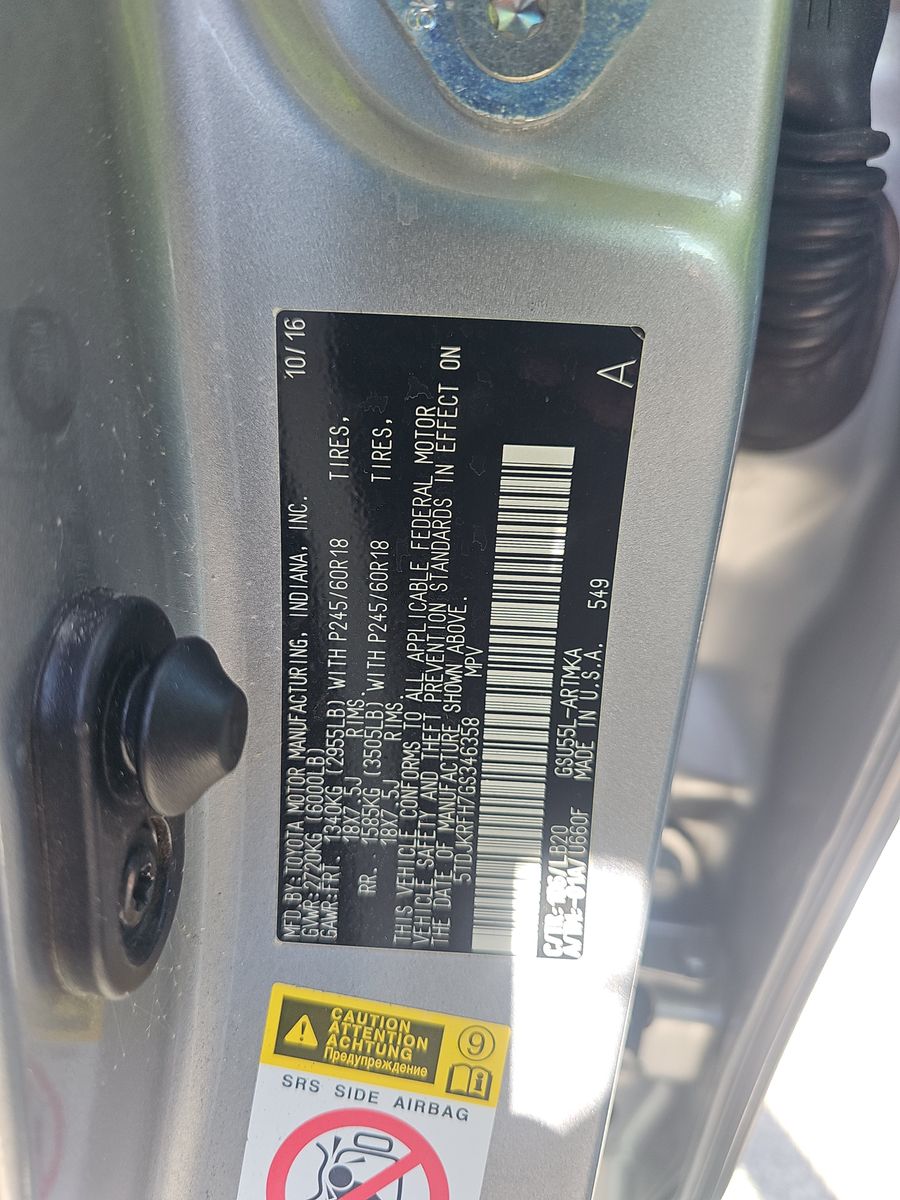 MFD.BY:TOYOTA MOTOR MANUFACTURING, INDIANA, INC. 10/16
GVWR:2720KG (6000LB)
GAWR:FRT. 1340KG (2955LB) WITH P245/60R18 TIRES,
18X7.5J RIMS.
RR. 1585KG (3505LB) WITH P245/60R18 TIRES,
18X7.5J RIMS.
THIS VEHICLE CONFORMS TO ALL APPLICABLE FEDERAL MOTOR
VEHICLE SAFETY AND THEFT PREVENTION STANDARDS IN EFFECT ON
THE DATE OF MANUFACTURE SHOWN ABOVE.
5TDJKRFH7GS346358 MPV
/LB20 GSU55L-ARTMKA
/U660F MADE IN U.S.A. 549
A
CAUTION
ATTENTION
ACHTUNG
Предупреждение
9
i
SRS SIDE AIRBAG